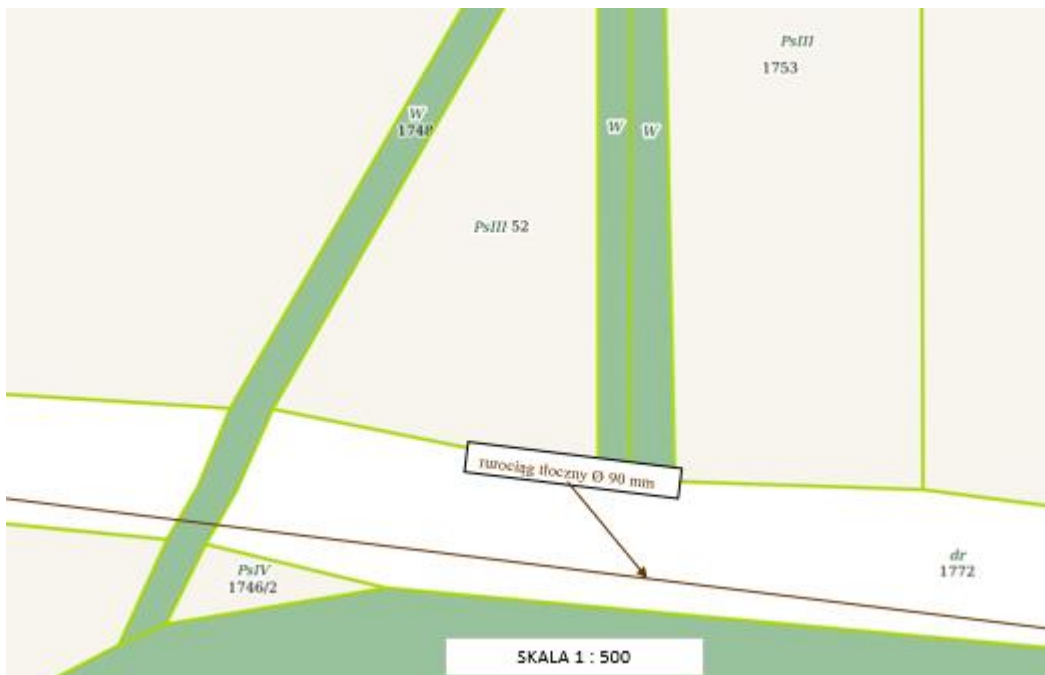 PsIII
1753
W
1748
W
W
PsIII 52
rurociąg tłoczny Ø 90 mm
dr
1772
PsIV
1746/2
SKALA 1 : 500